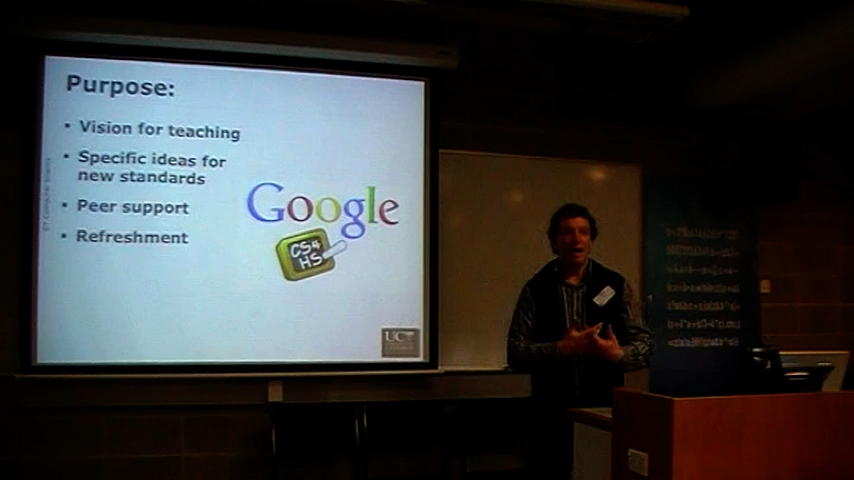 Purpose:
• Vision for teaching
• Specific ideas for
new standards
• Peer support
• Refreshment
Google
CS4
HS
UC